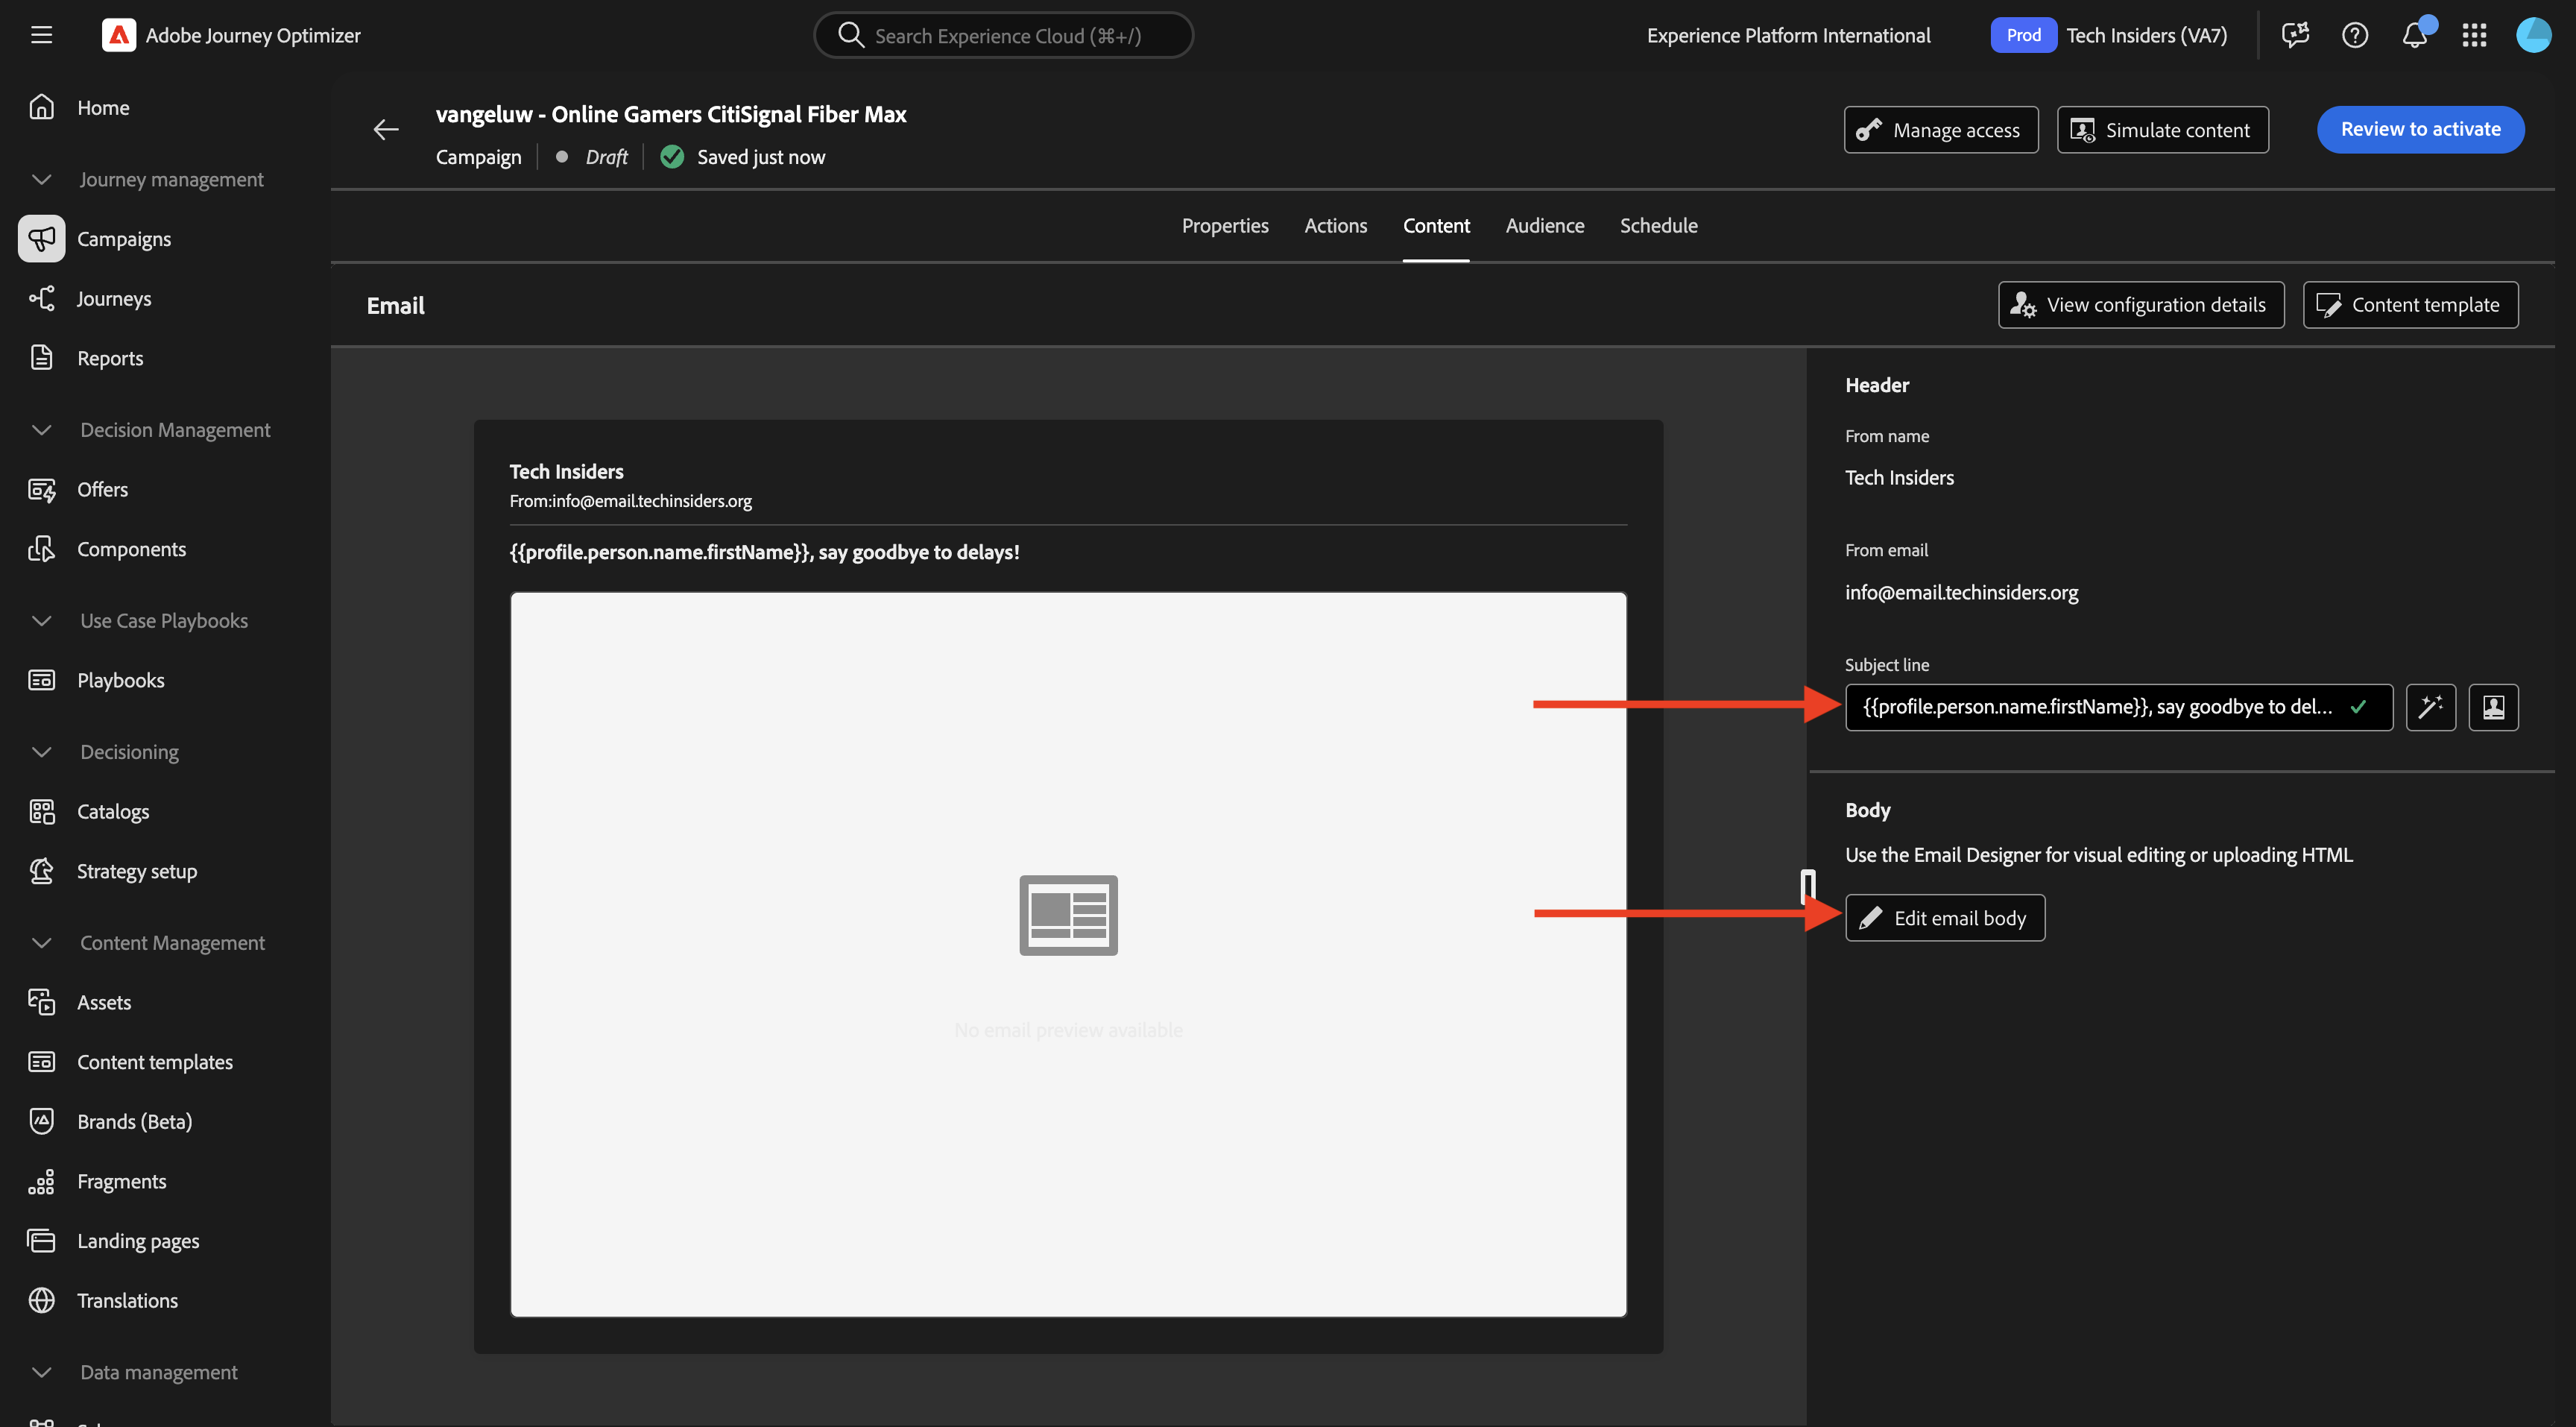 Adobe Journey Optimizer
Search Experience Cloud (⌘+/)
Experience Platform International
Prod
Tech Insiders (VA7)
Home
Journey management
Campaigns
Journeys
Reports
Decision Management
Offers
Components
Use Case Playbooks
Playbooks
Decisioning
Catalogs
Strategy setup
Content Management
Assets
Content templates
Brands (Beta)
Fragments
Landing pages
Translations
Data management
vangeluw - Online Gamers CitiSignal Fiber Max
Campaign
Draft
Saved just now
Manage access
Simulate content
Review to activate
Properties
Actions
Content
Audience
Schedule
Email
View configuration details
Content template
Tech Insiders
From:info@email.techinsiders.org
{{profile.person.name.firstName}}, say goodbye to delays!
No email preview available
Header
From name
Tech Insiders
From email
info@email.techinsiders.org
Subject line
{{profile.person.name.firstName}}, say goodbye to del...
Body
Use the Email Designer for visual editing or uploading HTML
Edit email body